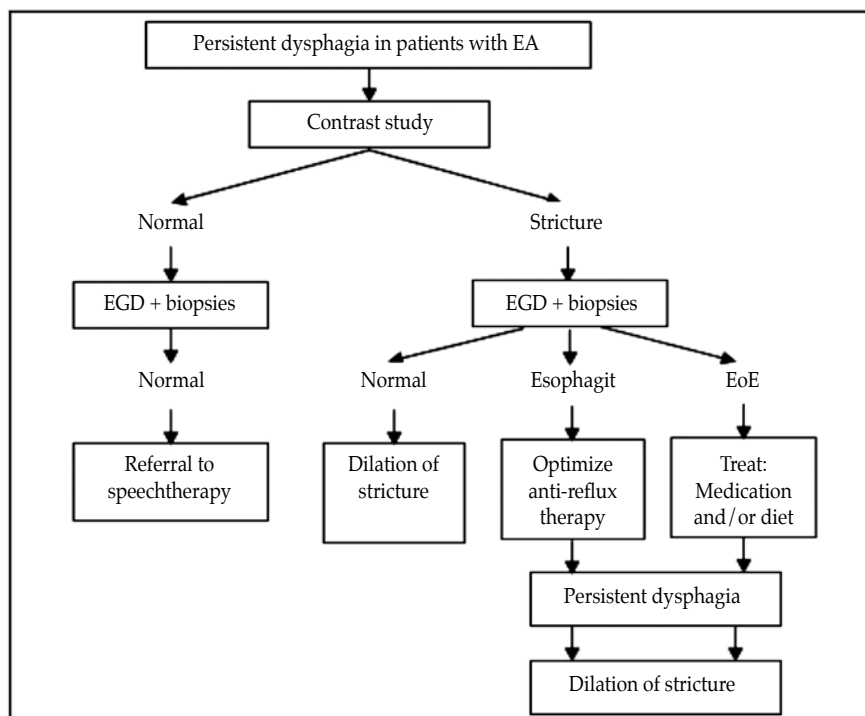 Persistent dysphagia in patients with EA
Contrast study
Normal
Stricture
EGD + biopsies
EGD + biopsies
Normal
Normal
Esophagit
EoE
Referral to
speechtherapy
Dilation of
stricture
Optimize
anti-reflux
therapy
Treat:
Medication
and/or diet
Persistent dysphagia
Dilation of stricture